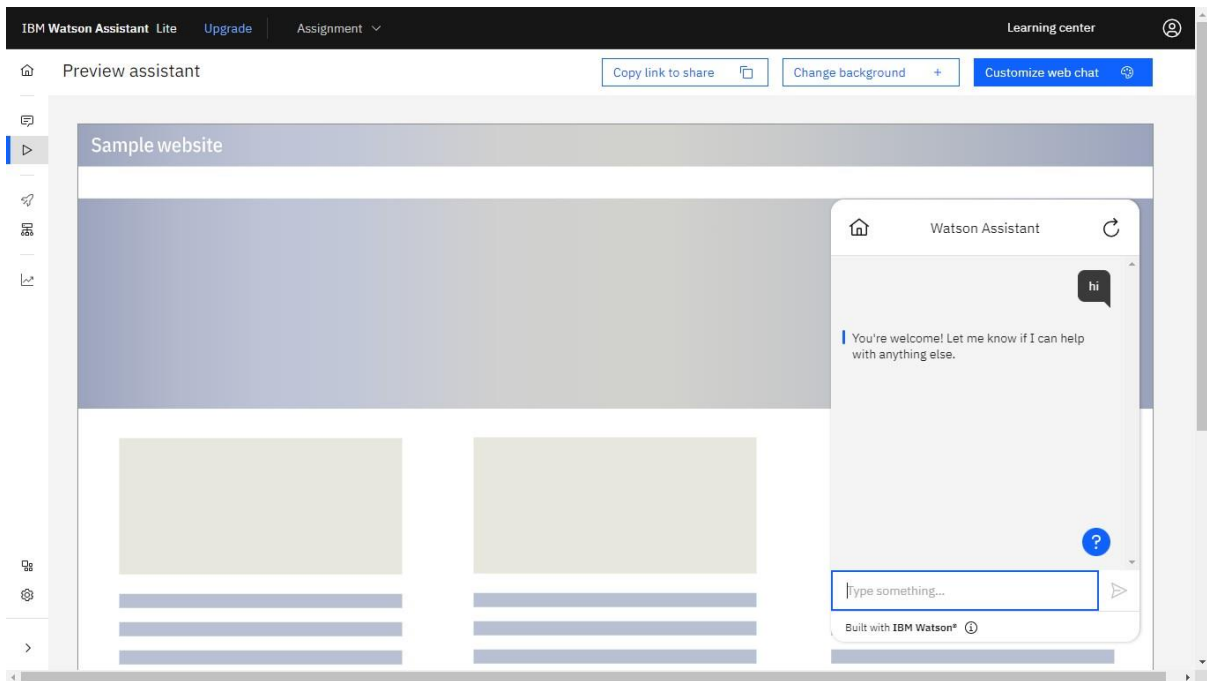 IBM Watson Assistant Lite Upgrade Assignment Learning center
Preview assistant Copy link to share Change background + Customize web chat
Sample website
Watson Assistant
hi
You're welcome! Let me know if I can help
with anything else.
?
Type something...
Built with IBM Watson®